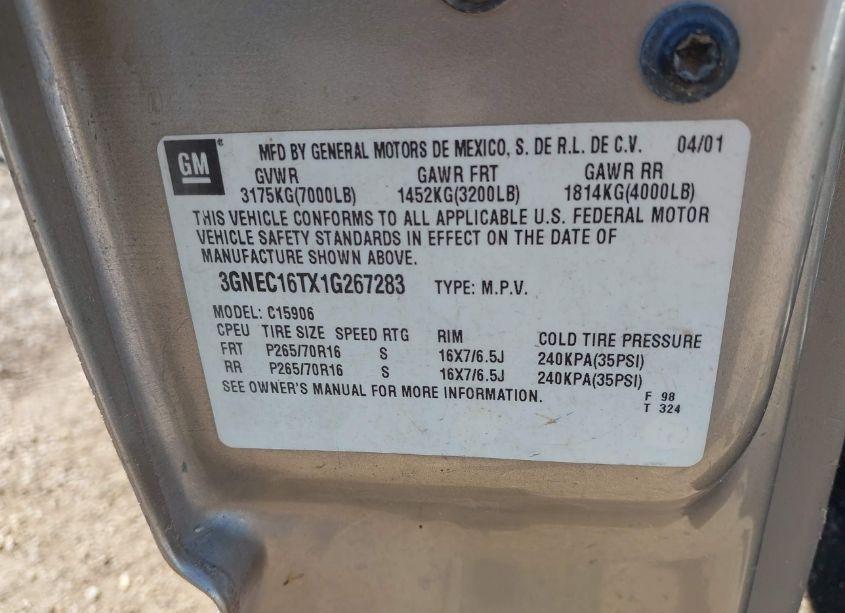 GM
MFD BY GENERAL MOTORS DE MEXICO, S. DE R.L. DE C.V. 04/01
GVWR GAWR FRT GAWR RR
3175KG(7000LB) 1452KG(3200LB) 1814KG(4000LB)
THIS VEHICLE CONFORMS TO ALL APPLICABLE U.S. FEDERAL MOTOR
VEHICLE SAFETY STANDARDS IN EFFECT ON THE DATE OF
MANUFACTURE SHOWN ABOVE.
3GNEC16TX1G267283 TYPE: M.P.V.
MODEL: C15906
CPEU TIRE SIZE SPEED RTG RIM COLD TIRE PRESSURE
FRT P265/70R16 S 16X7/6.5J 240KPA(35PSI)
RR P265/70R16 S 16X7/6.5J 240KPA(35PSI)
SEE OWNER'S MANUAL FOR MORE INFORMATION.
F 98
T 324